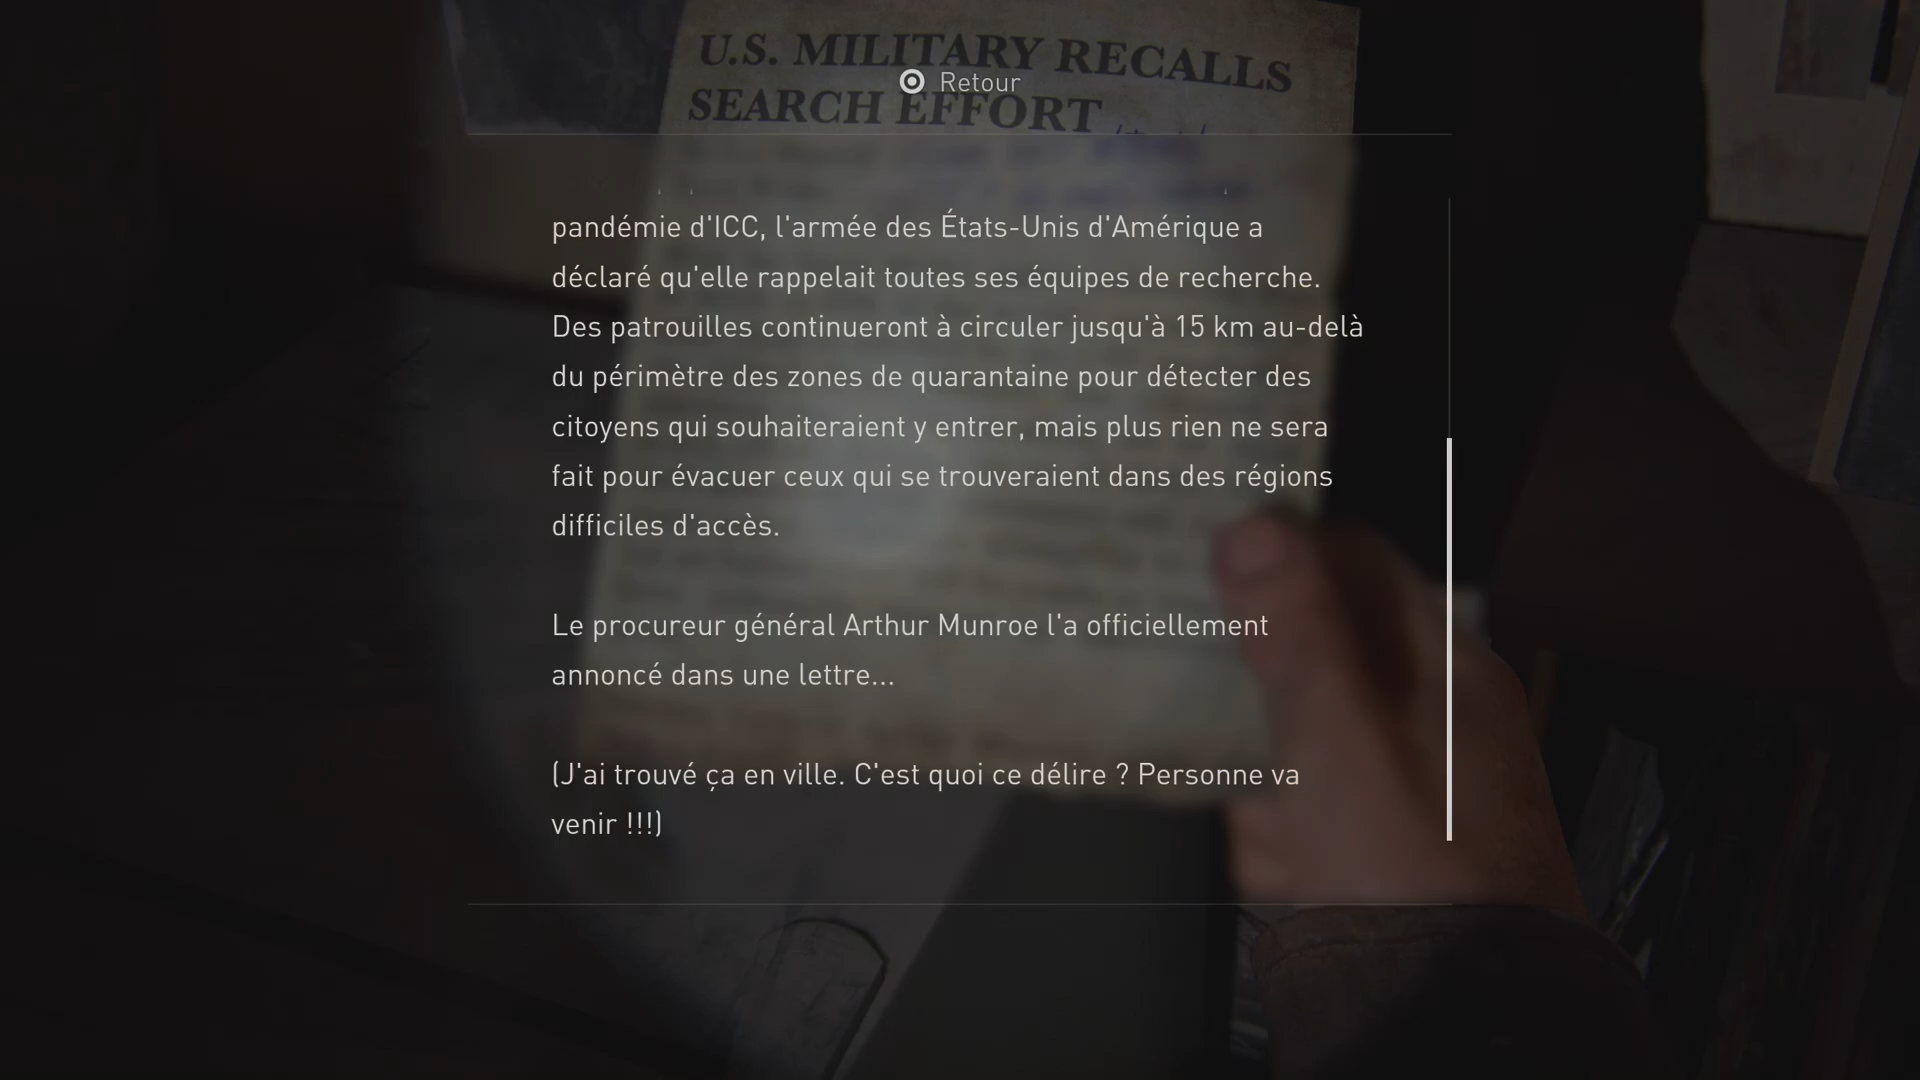 U.S. MILITARY RECALLS
SEARCH EFFORT
Retour
pandémie d'ICC, l'armée des États-Unis d'Amérique a
déclaré qu'elle rappelait toutes ses équipes de recherche.
Des patrouilles continueront à circuler jusqu'à 15 km au-delà
du périmètre des zones de quarantaine pour détecter des
citoyens qui souhaiteraient y entrer, mais plus rien ne sera
fait pour évacuer ceux qui se trouveraient dans des régions
difficiles d'accès.
Le procureur général Arthur Munroe l'a officiellement
annoncé dans une lettre...
(J'ai trouvé ça en ville. C'est quoi ce délire ? Personne va
venir !!!)